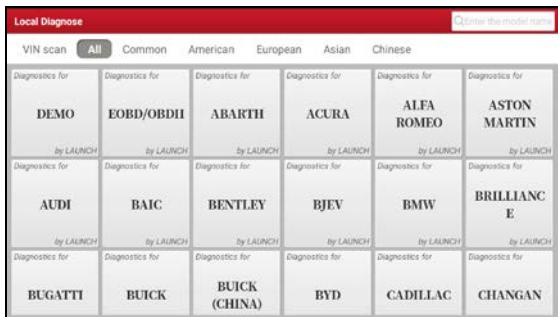 Local Diagnose
Enter the model name
VIN scan All Common American European Asian Chinese
Diagnostics for Diagnostics for Diagnostics for Diagnostics for Diagnostics for Diagnostics for
DEMO EOBD/OBDII ABARTH ACURA ALFA ROMEO ASTON MARTIN
by LAUNCH by LAUNCH by LAUNCH by LAUNCH by LAUNCH by LAUNCH
Diagnostics for Diagnostics for Diagnostics for Diagnostics for Diagnostics for Diagnostics for
AUDI BAIC BENTLEY BJEV BMW BRILLIANC
E
by LAUNCH by LAUNCH by LAUNCH by LAUNCH by LAUNCH by LAUNCH
Diagnostics for Diagnostics for Diagnostics for Diagnostics for Diagnostics for Diagnostics for
BUGATTI BUICK BUICK (CHINA) BYD CADILLAC CHANGAN